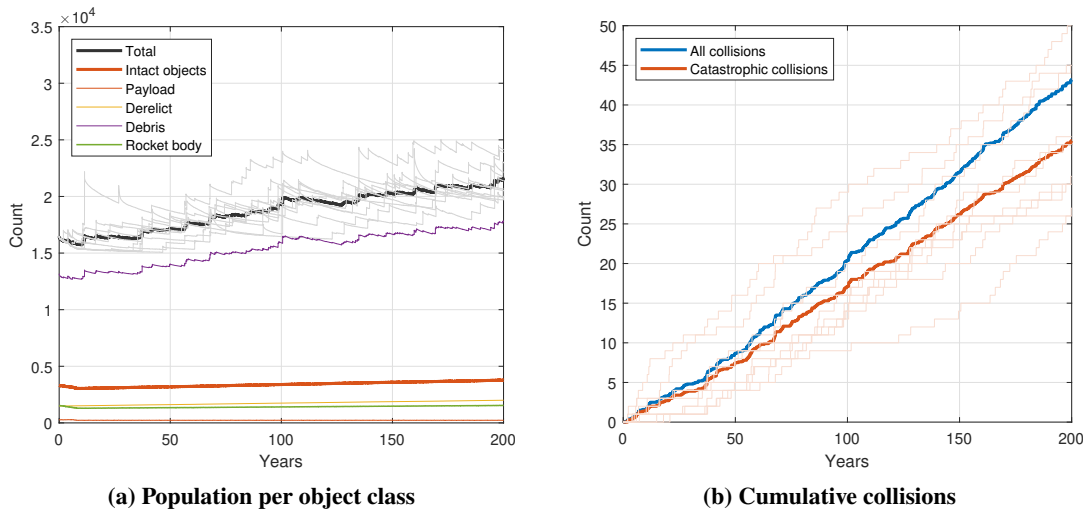 ×10^4
3.5
3
2.5
2
1.5
1
0.5
0
Count
Total
Intact objects
Payload
Derelict
Debris
Rocket body
0 50 100 150 200
Years
(a) Population per object class
50
45
40
35
30
25
20
15
10
5
0
Count
All collisions
Catastrophic collisions
0 50 100 150 200
Years
(b) Cumulative collisions